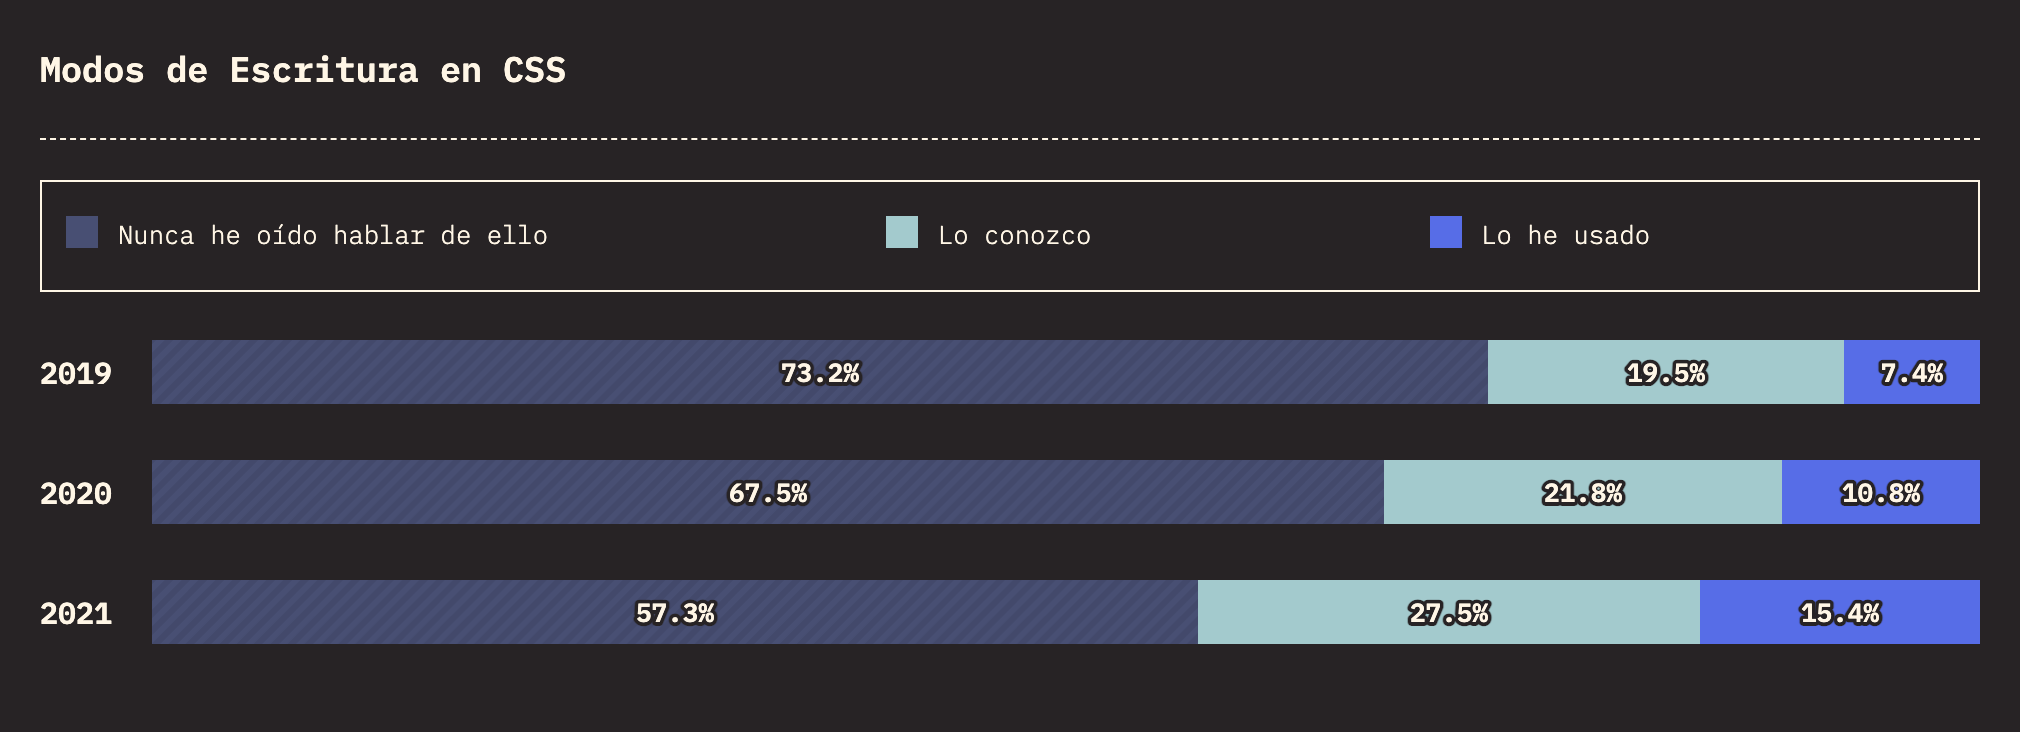 Modos de Escritura en CSS
Nunca he oído hablar de ello Lo conozco Lo he usado
2019 73.2% 19.5% 7.4%
2020 67.5% 21.8% 10.8%
2021 57.3% 27.5% 15.4%